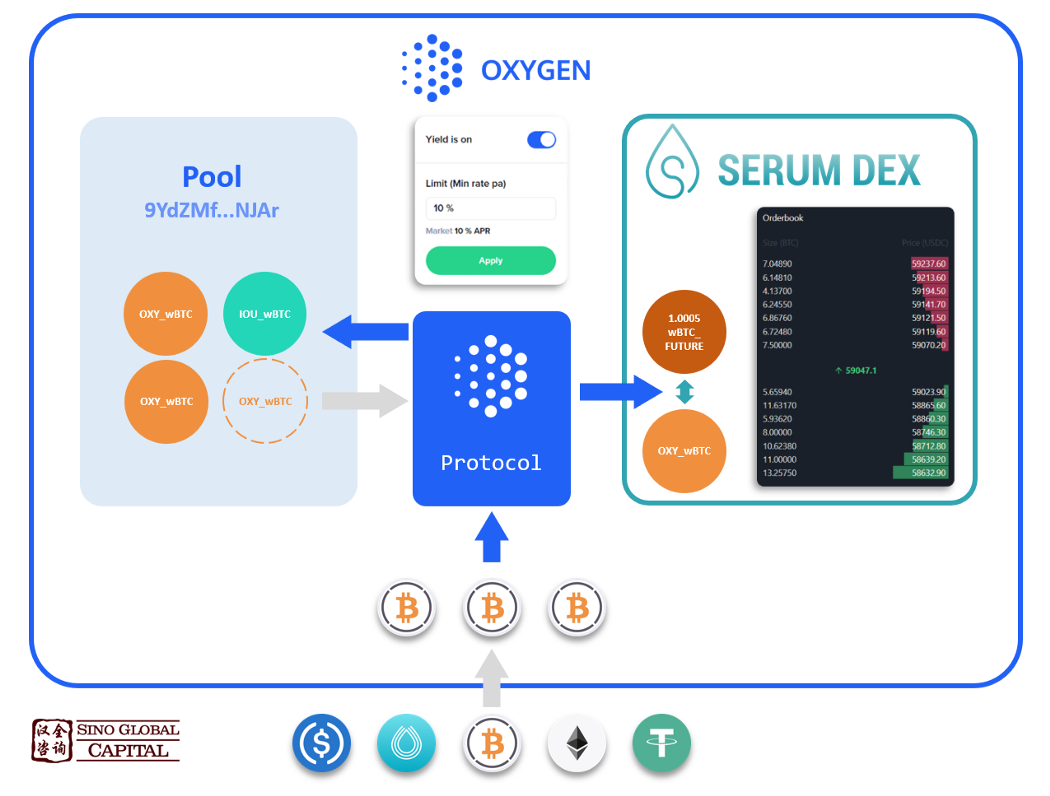 OXYGEN
Pool
9YdZMf...NJAr
OXY_wBTC
IOU_wBTC
OXY_wBTC
OXY_wBTC
Yield is on
Limit (Min rate pa)
10 %
Market 10 % APR
Apply
Protocol
SERUM DEX
1.0005
wBTC_
FUTURE
OXY_wBTC
Orderbook
Size (BTC) Price (USDC)
7.04890 59237.60
6.14810 59213.60
4.13700 59194.50
6.24550 59141.70
6.86760 59121.50
6.72480 59119.60
7.50000 59070.20
↑ 59047.1
5.65940 59023.90
11.63170 58865.60
5.93620 58860.30
8.00000 58746.30
10.62380 58712.80
11.00000 58639.20
13.25750 58632.90
汉全
咨询
SINO GLOBAL
CAPITAL